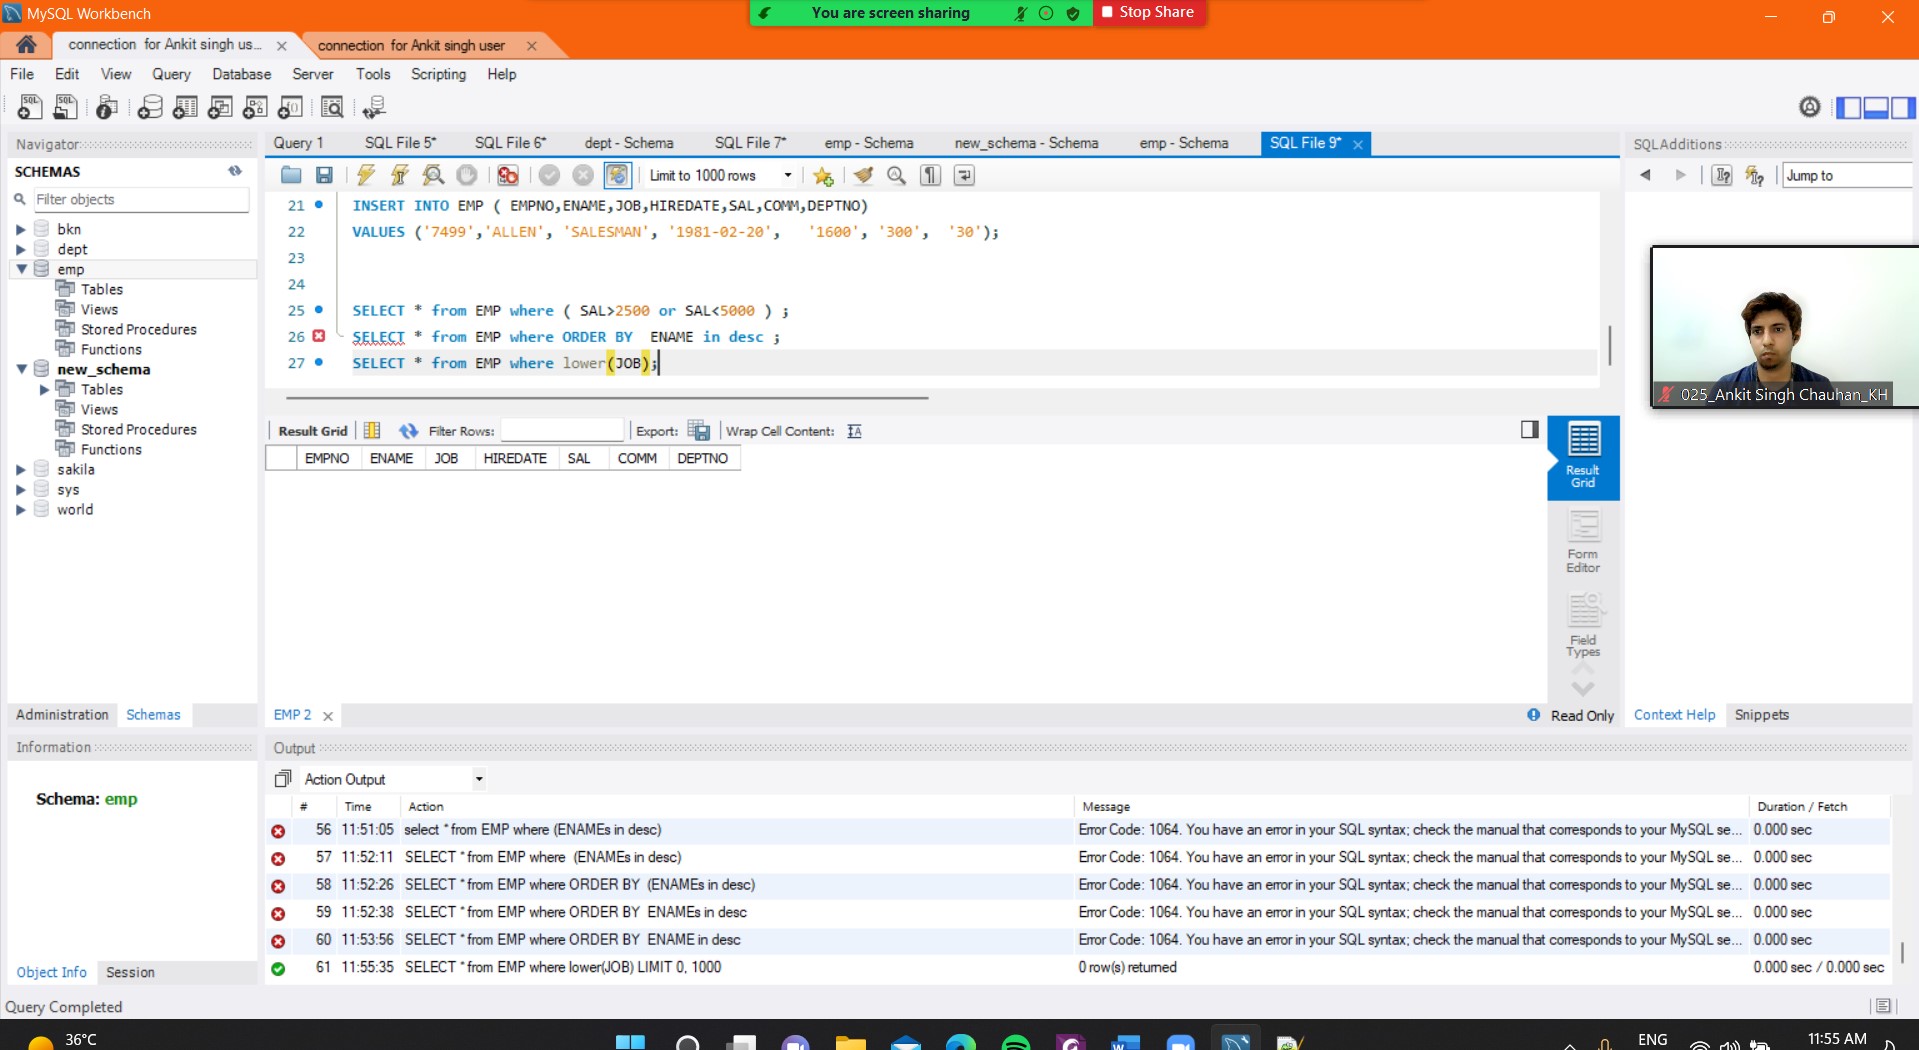 MySQL Workbench
You are screen sharing
Stop Share
connection for Ankit singh us...
connection for Ankit singh user
File Edit View Query Database Server Tools Scripting Help
Navigator
Query 1
SQL File 5*
SQL File 6*
dept - Schema
SQL File 7*
emp - Schema
new_schema - Schema
emp - Schema
SQL File 9*
SQLAdditions
SCHEMAS
Limit to 1000 rows
Jump to
Filter objects
bkn
dept
emp
Tables
Views
Stored Procedures
Functions
new_schema
Tables
Views
Stored Procedures
Functions
sakila
sys
world
21 INSERT INTO EMP ( EMPNO,ENAME,JOB,HIREDATE,SAL,COMM,DEPTNO)
22 VALUES ('7499','ALLEN', 'SALESMAN', '1981-02-20', '1600', '300', '30');
23
24
25 SELECT * from EMP where ( SAL>2500 or SAL<5000 ) ;
26 SELECT * from EMP where ORDER BY ENAME in desc ;
27 SELECT * from EMP where lower(JOB);
025_Ankit Singh Chauhan_KH
Result Grid
Filter Rows:
Export:
Wrap Cell Content:
EMPNO ENAME JOB HIREDATE SAL COMM DEPTNO
Result
Grid
Form
Editor
Field
Types
Administration Schemas
EMP 2
Read Only
Context Help Snippets
Information
Output
Schema: emp
Action Output
# Time Action Message Duration / Fetch
56 11:51:05 select * from EMP where (ENAMEs in desc) Error Code: 1064. You have an error in your SQL syntax; check the manual that corresponds to your MySQL se... 0.000 sec
57 11:52:11 SELECT * from EMP where (ENAMEs in desc) Error Code: 1064. You have an error in your SQL syntax; check the manual that corresponds to your MySQL se... 0.000 sec
58 11:52:26 SELECT * from EMP where ORDER BY (ENAMEs in desc) Error Code: 1064. You have an error in your SQL syntax; check the manual that corresponds to your MySQL se... 0.000 sec
59 11:52:38 SELECT * from EMP where ORDER BY ENAMEs in desc Error Code: 1064. You have an error in your SQL syntax; check the manual that corresponds to your MySQL se... 0.000 sec
60 11:53:56 SELECT * from EMP where ORDER BY ENAME in desc Error Code: 1064. You have an error in your SQL syntax; check the manual that corresponds to your MySQL se... 0.000 sec
61 11:55:35 SELECT * from EMP where lower(JOB) LIMIT 0, 1000 0 row(s) returned 0.000 sec / 0.000 sec
Object Info Session
Query Completed
36°C
ENG
11:55 AM